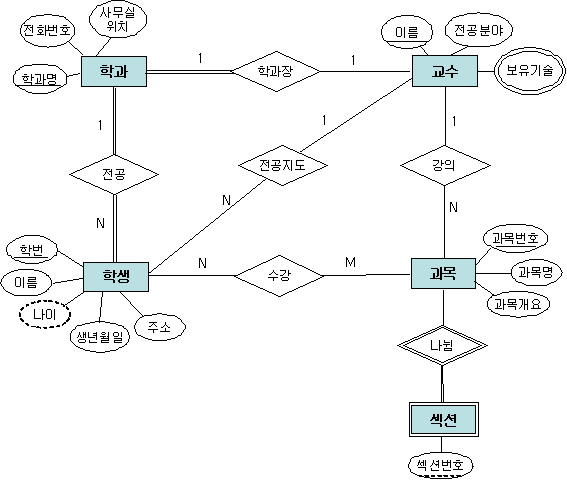 사무실
위치
전화번호
학과명
학과
1
학과장
1
이름
전공분야
교수
보유기술
1
전공
N
1
전공지도
N
1
강의
N
학번
이름
나이
생년월일
주소
학생
N
수강
M
과목
과목번호
과목명
과목개요
나뉨
섹션
섹션번호